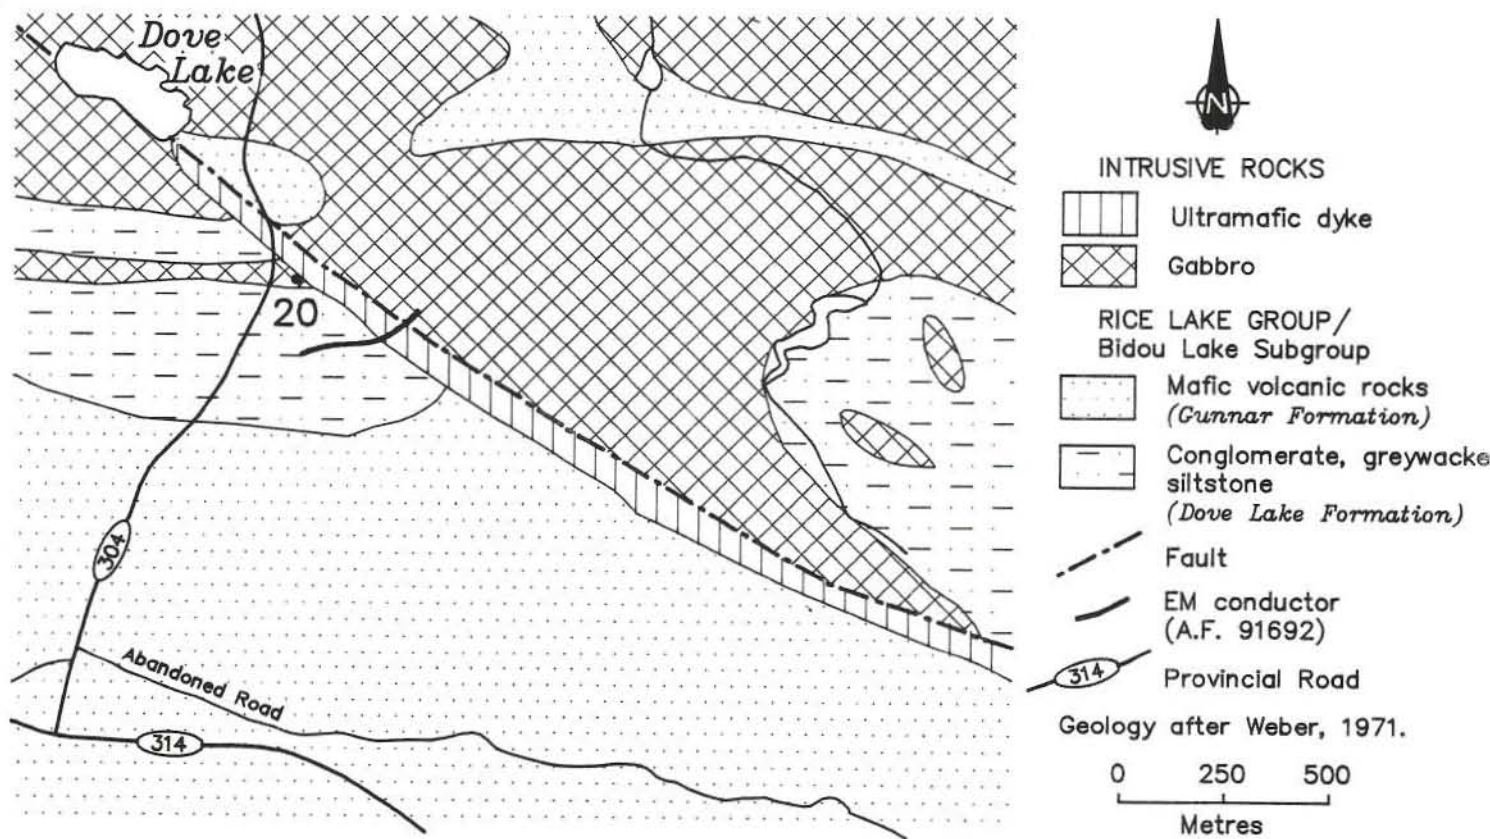 Dove
Lake
20
304
Abandoned Road
314
N
INTRUSIVE ROCKS
Ultramafic dyke
Gabbro
RICE LAKE GROUP/
Bidou Lake Subgroup
Mafic volcanic rocks
(Gunnar Formation)
Conglomerate, greywacke
siltstone
(Dove Lake Formation)
Fault
EM conductor
(A.F. 91692)
314 Provincial Road
Geology after Weber, 1971.
0 250 500
Metres